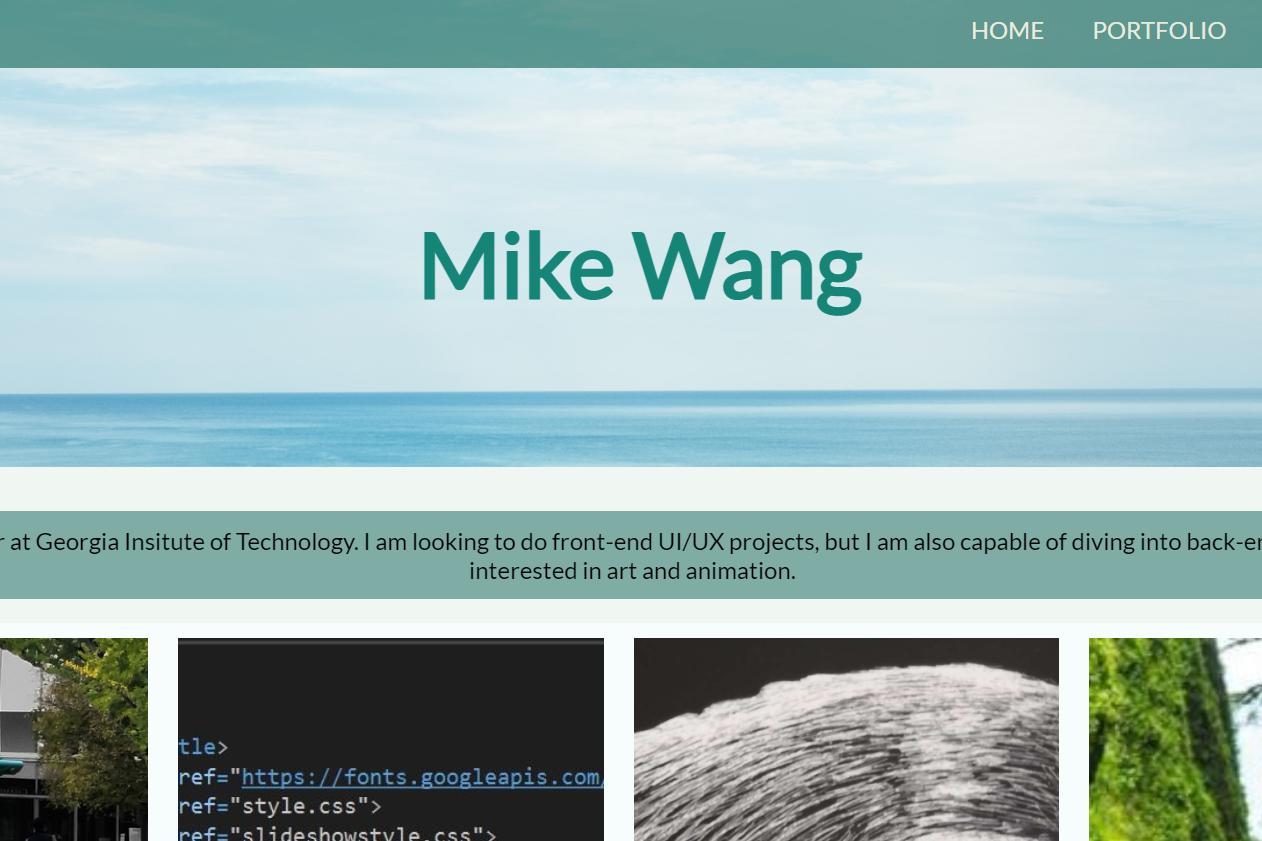 HOME PORTFOLIO
Mike Wang
at Georgia Insitute of Technology. I am looking to do front-end UI/UX projects, but I am also capable of diving into
interested in art and animation.
tle>
ref="https://fonts.googleapis.com/
ref="style.css">
ref="slideshowstyle.css">